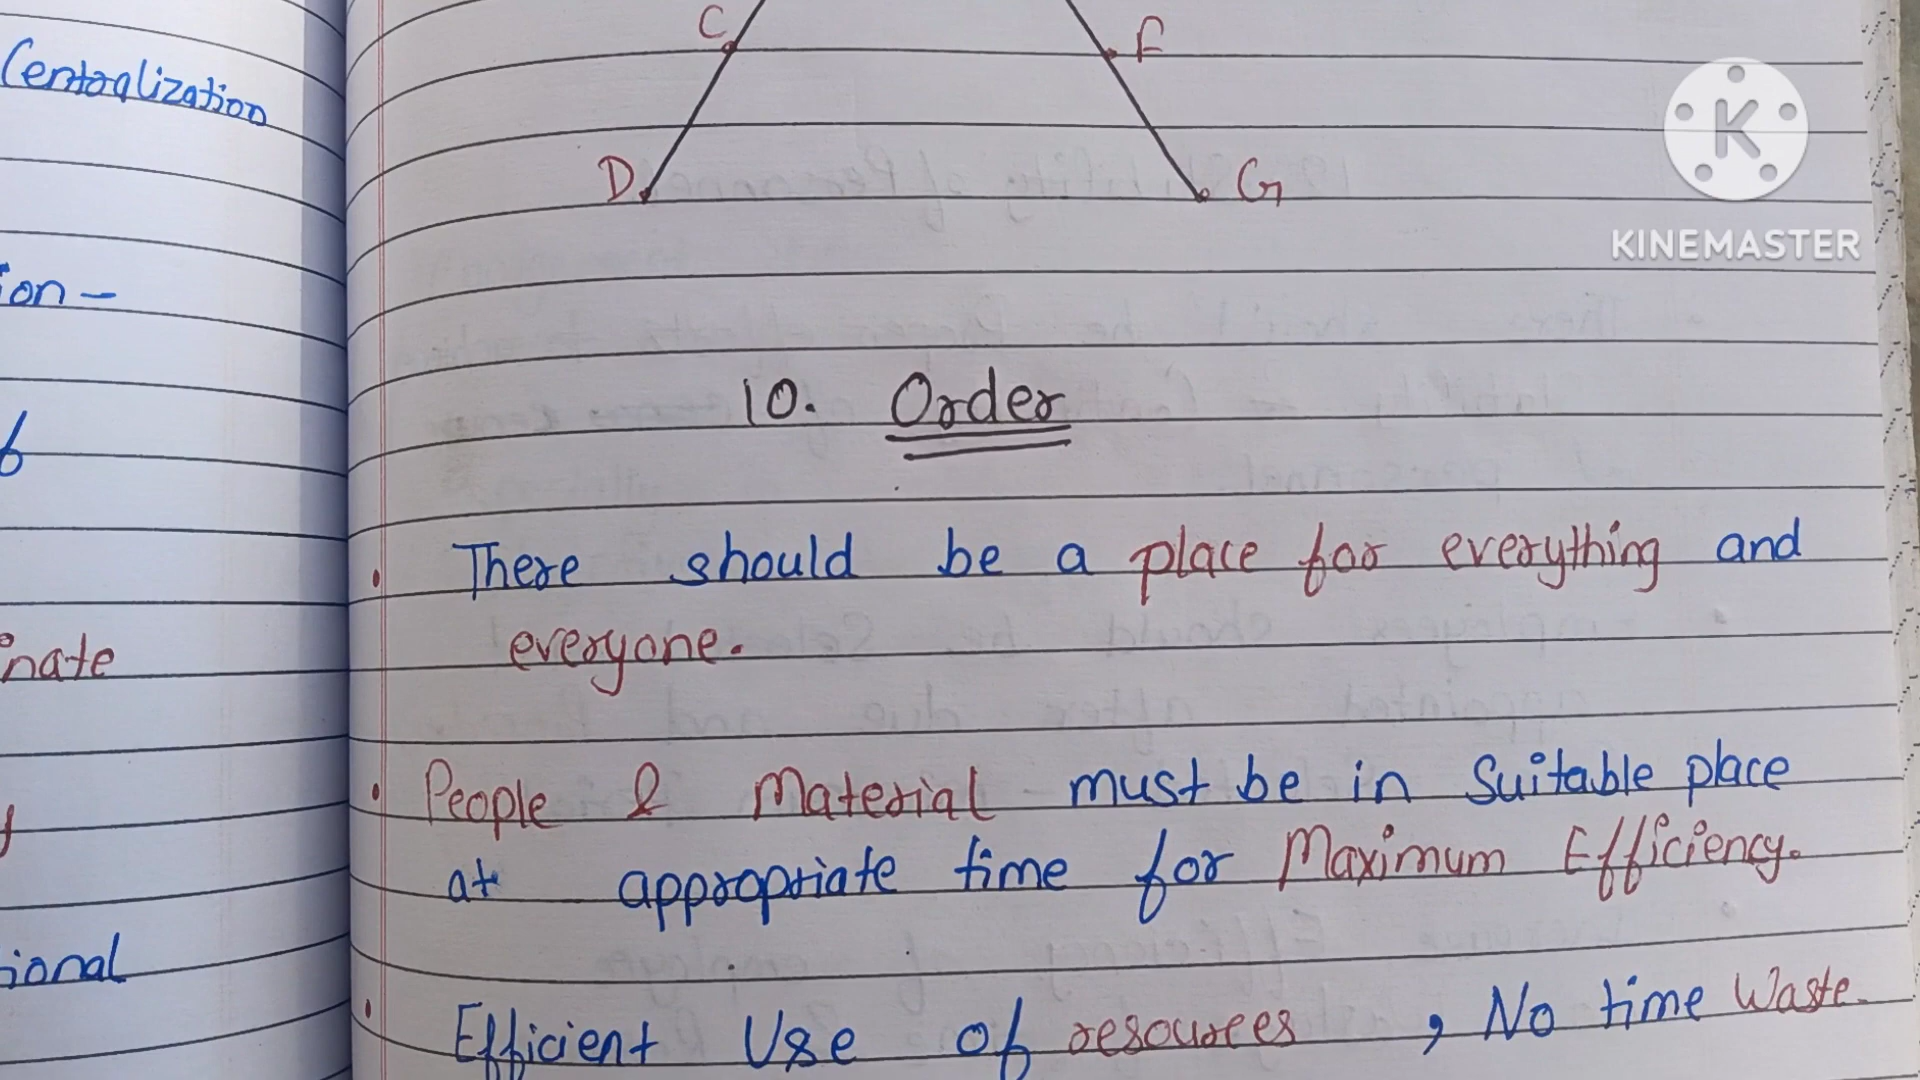 Centralization
ion -
nate
ional
C
F
D
G
10. Order
• There should be a place for everything and
everyone.
• People & Material must be in Suitable place
at appropriate time for Maximum Efficiency.
• Efficient Use of resources , No time Waste.
K
KINEMASTER